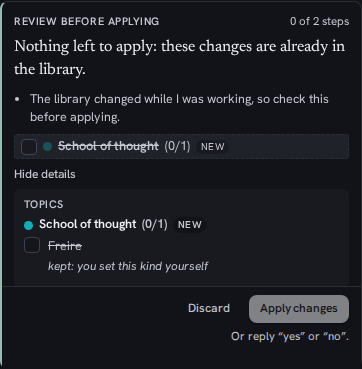 REVIEW BEFORE APPLYING 0 of 2 steps
Nothing left to apply: these changes are already in
the library.
• The library changed while I was working, so check this
before applying.
School of thought (0/1) NEW
Hide details
TOPICS
School of thought (0/1) NEW
Freire
kept: you set this kind yourself
Discard Apply changes
Or reply “yes” or “no”.